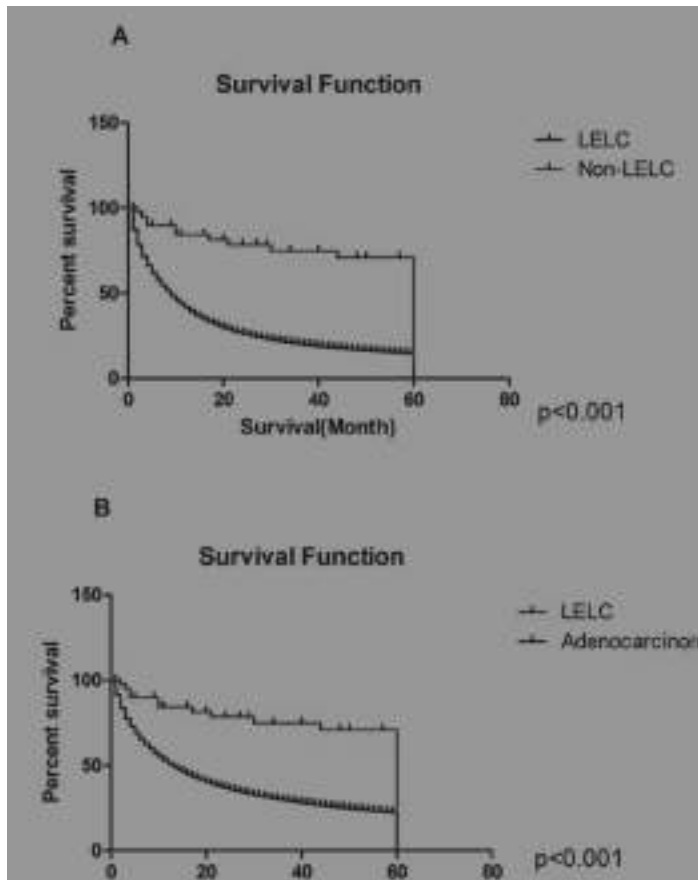 A
Survival Function
150
100
50
0
Percent survival
0 20 40 60 80
Survival(Month)
LELC
Non-LELC
p<0.001
B
Survival Function
150
100
50
0
Percent survival
0 20 40 60 80
LELC
Adenocarcinom
p<0.001